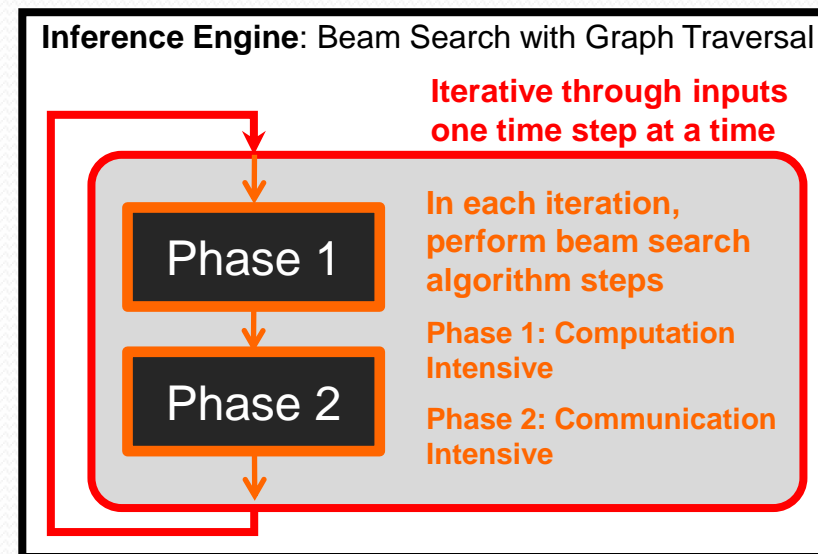 Inference Engine: Beam Search with Graph Traversal
Iterative through inputs
one time step at a time
In each iteration,
perform beam search
algorithm steps
Phase 1: Computation
Intensive
Phase 2: Communication
Intensive
Phase 1
Phase 2